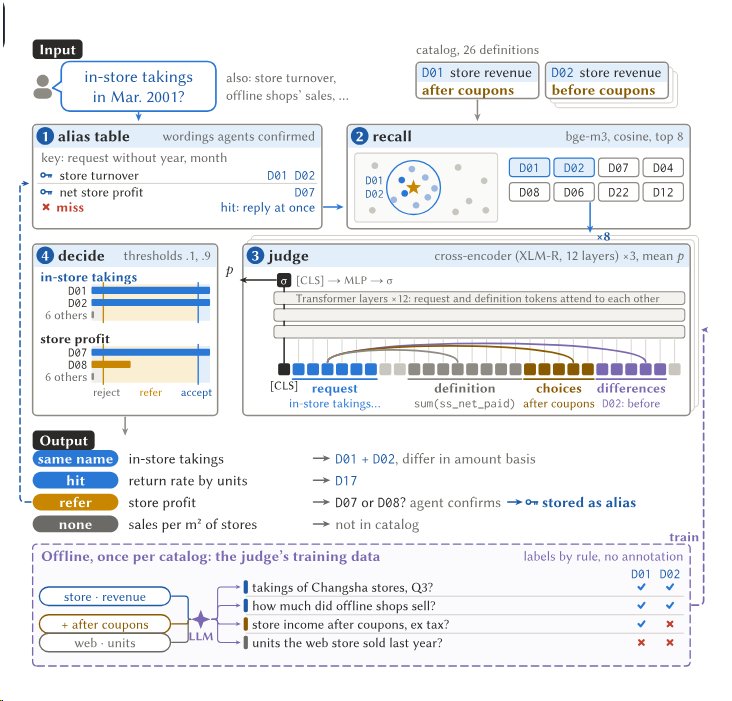 Input
in-store takings
in Mar. 2001?
also: store turnover,
offline shops' sales, ...
catalog, 26 definitions
D01 store revenue
after coupons
D02 store revenue
before coupons
1 alias table
wordings agents confirmed
key: request without year, month
store turnover D01 D02
net store profit D07
miss
hit: reply at once
2 recall
bge-m3, cosine, top 8
D01
D02
D01 D02 D07 D04
D08 D06 D22 D12
×8
4 decide
thresholds .1, .9
in-store takings
D01
D02
6 others
store profit
D07
D08
6 others
reject refer accept
p
3 judge
cross-encoder (XLM-R, 12 layers) ×3, mean p
σ [CLS] → MLP → σ
Transformer layers ×12: request and definition tokens attend to each other
[CLS] request definition choices differences
in-store takings... sum(ss_net_paid) after coupons D02: before
Output
same name in-store takings → D01 + D02, differ in amount basis
hit return rate by units → D17
refer store profit → D07 or D08? agent confirms → stored as alias
none sales per m² of stores → not in catalog
train
Offline, once per catalog: the judge's training data
labels by rule, no annotation
D01 D02
store · revenue
+ after coupons
web · units
LLM
takings of Changsha stores, Q3? ✓ ✓
how much did offline shops sell? ✓ ✓
store income after coupons, ex tax? ✓ ×
units the web store sold last year? × ×